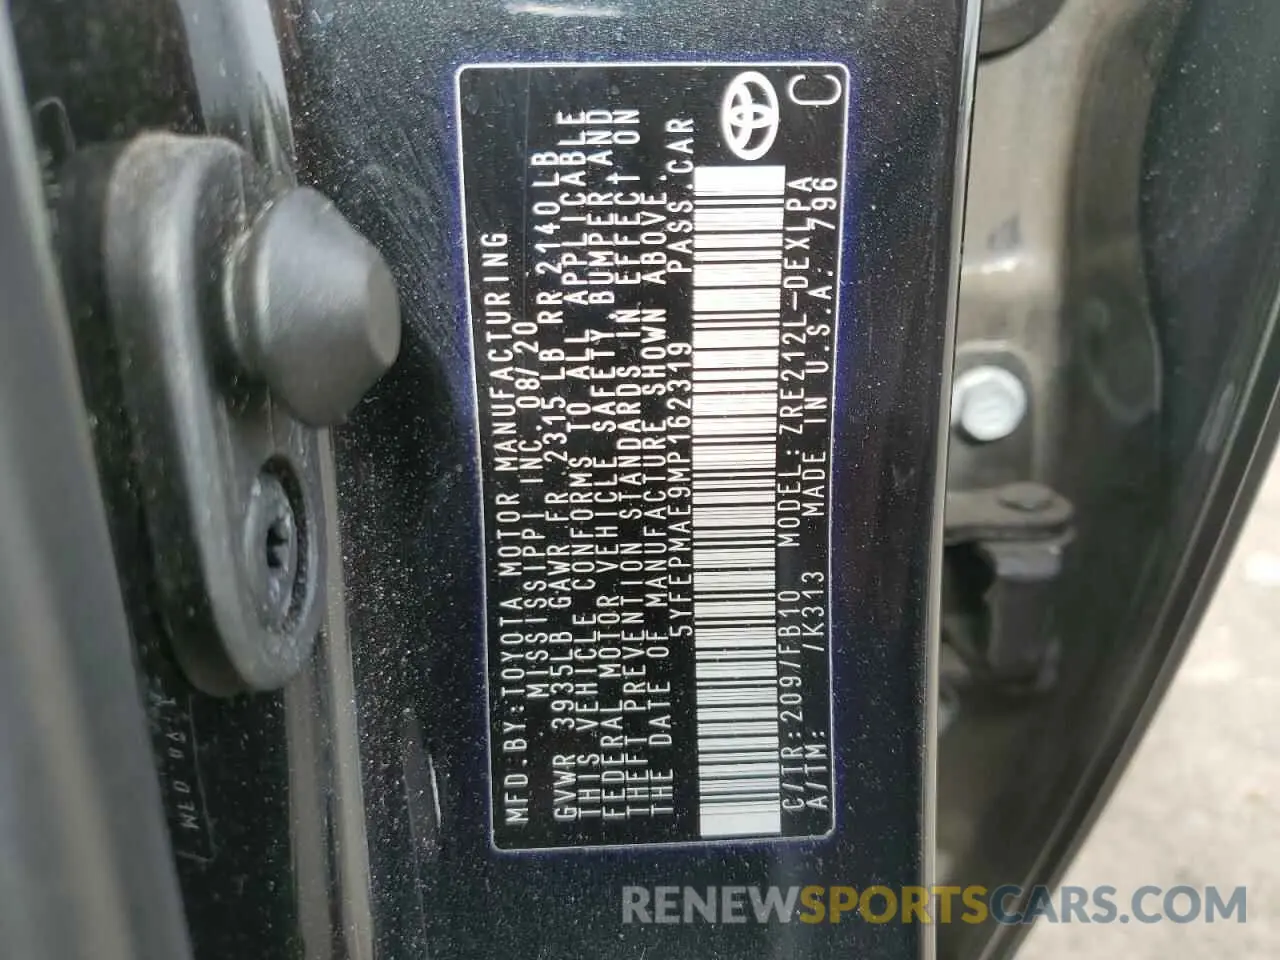 MFD.BY:TOYOTA MOTOR MANUFACTURING
MISSISSIPPI INC. 08/20
GVWR 3935LB GAWR FR 2315LB RR 2140LB
THIS VEHICLE CONFORMS TO ALL APPLICABLE
FEDERAL MOTOR VEHICLE SAFETY, BUMPER, AND
THEFT PREVENTION STANDARDS IN EFFECT ON
THE DATE OF MANUFACTURE SHOWN ABOVE.
5YFEPMAE9MP162319 PASS.CAR
C/TR:209/FB10 MODEL:ZRE212L-DEXLPA
A/TM: /K313 MADE IN U.S.A. 796
C
RENEWSPORTSCARS.COM